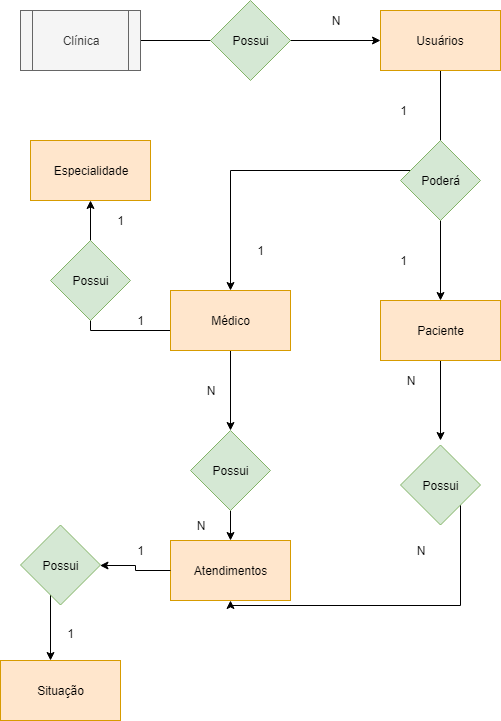 Clínica
Possui
N
Usuários
1
Especialidade
Poderá
1
1
1
Possui
1
Médico
Paciente
N
N
Possui
Possui
N
1
N
Possui
Atendimentos
1
Situação